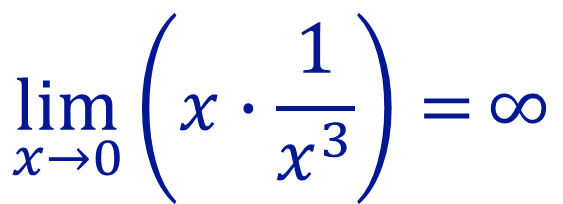 lim x→0 (x · 1/x³) = ∞